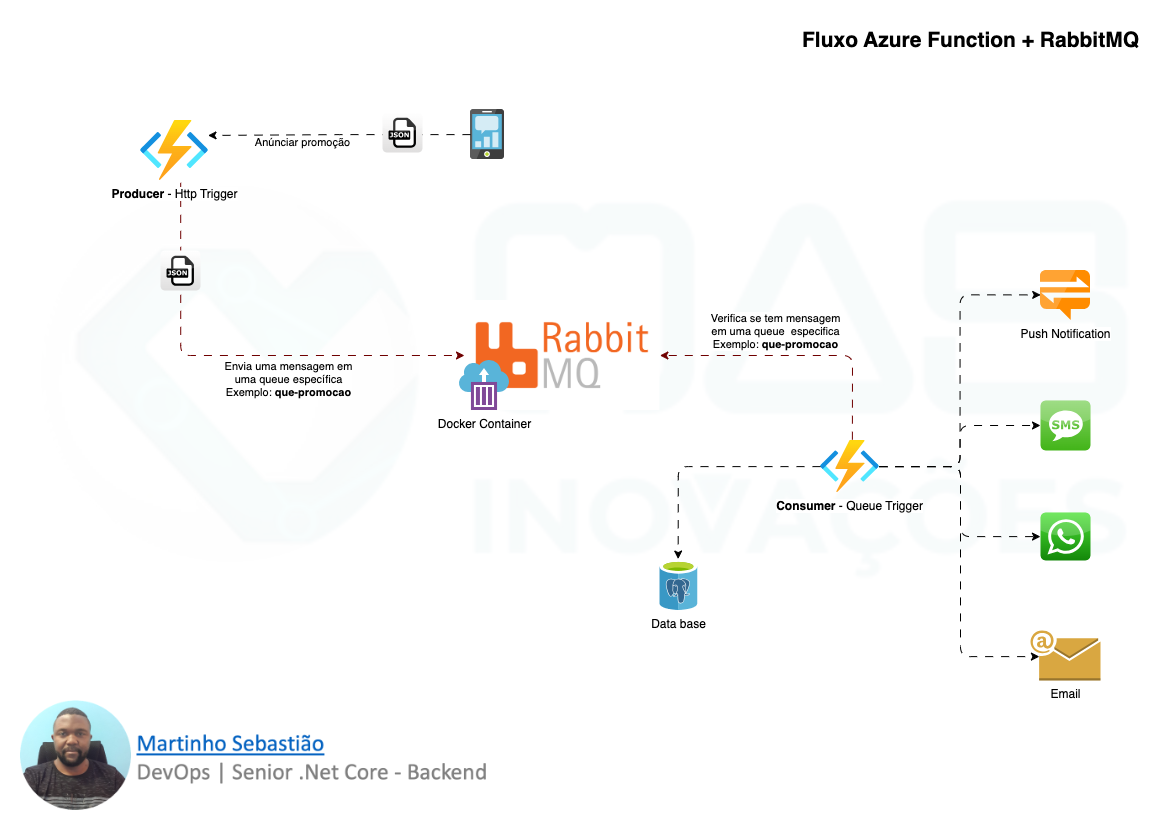 Fluxo Azure Function + RabbitMQ
JSON
Anúnciar promoção
Producer - Http Trigger
JSON
Envia uma mensagem em
uma queue específica
Exemplo: que-promocao
Rabbit
MQ
Docker Container
Verifica se tem mensagem
em uma queue especifica
Exemplo: que-promocao
Push Notification
SMS
Consumer - Queue Trigger
Data base
@
Email
MAS
INOVAÇÕES
Martinho Sebastião
DevOps | Senior .Net Core - Backend